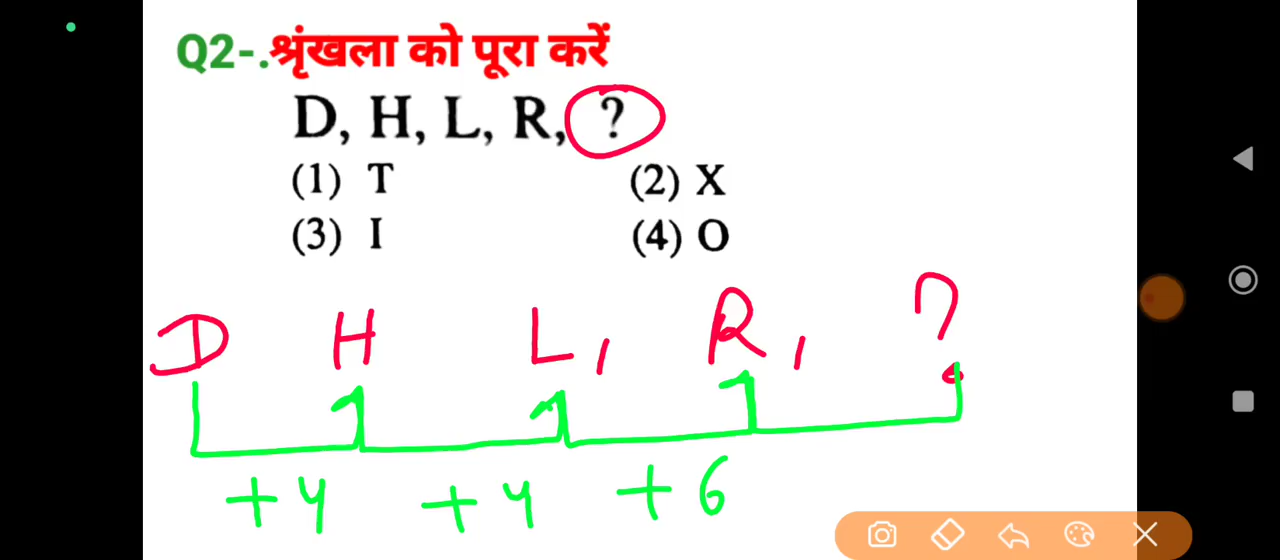 Q2-.श्रृंखला को पूरा करें
D, H, L, R, ?
(1) T (2) X
(3) I (4) O
D H L, R, ?
+4 +4 +6